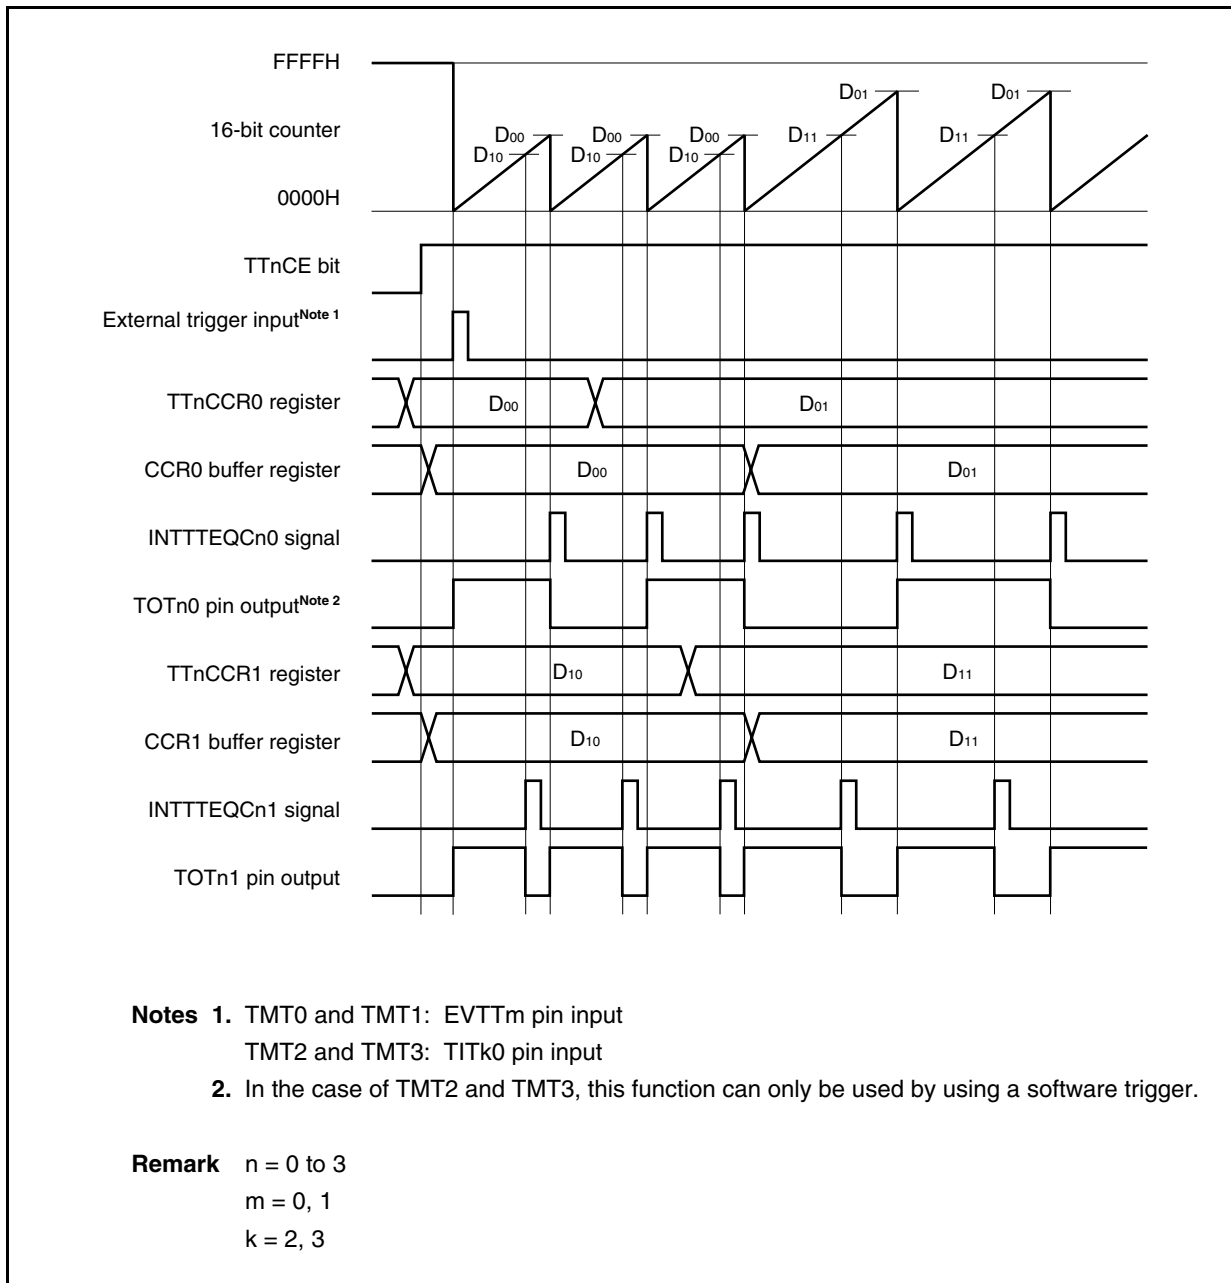 FFFFH
D01 D01
16-bit counter D00 D00 D00 D11 D11
D10 D10 D10
0000H
TTnCE bit
External trigger inputNote 1
TTnCCR0 register D00 D01
CCR0 buffer register D00 D01
INTTTEQCn0 signal
TOTn0 pin outputNote 2
TTnCCR1 register D10 D11
CCR1 buffer register D10 D11
INTTTEQCn1 signal
TOTn1 pin output
Notes 1. TMT0 and TMT1: EVTTm pin input
TMT2 and TMT3: TITk0 pin input
2. In the case of TMT2 and TMT3, this function can only be used by using a software trigger.
Remark n = 0 to 3
m = 0, 1
k = 2, 3